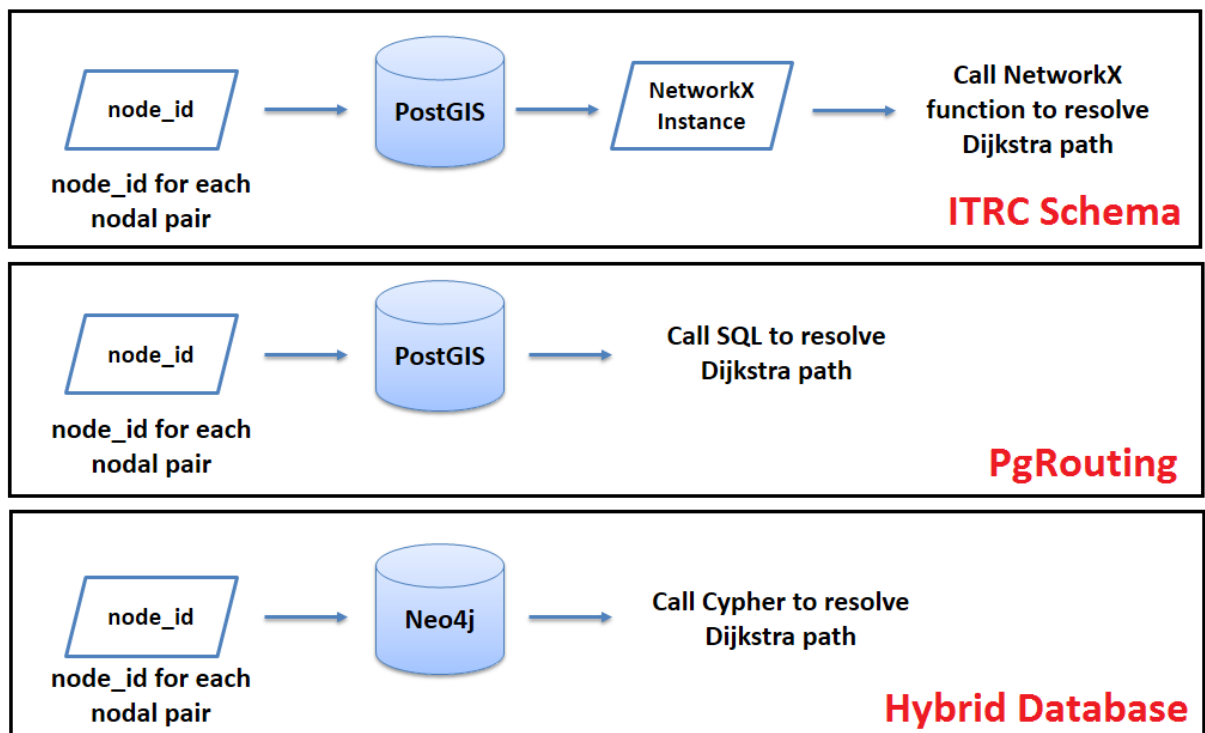 node_id
node_id for each
nodal pair
PostGIS
NetworkX
Instance
Call NetworkX
function to resolve
Dijkstra path
ITRC Schema
node_id
node_id for each
nodal pair
PostGIS
Call SQL to resolve
Dijkstra path
PgRouting
node_id
node_id for each
nodal pair
Neo4j
Call Cypher to resolve
Dijkstra path
Hybrid Database